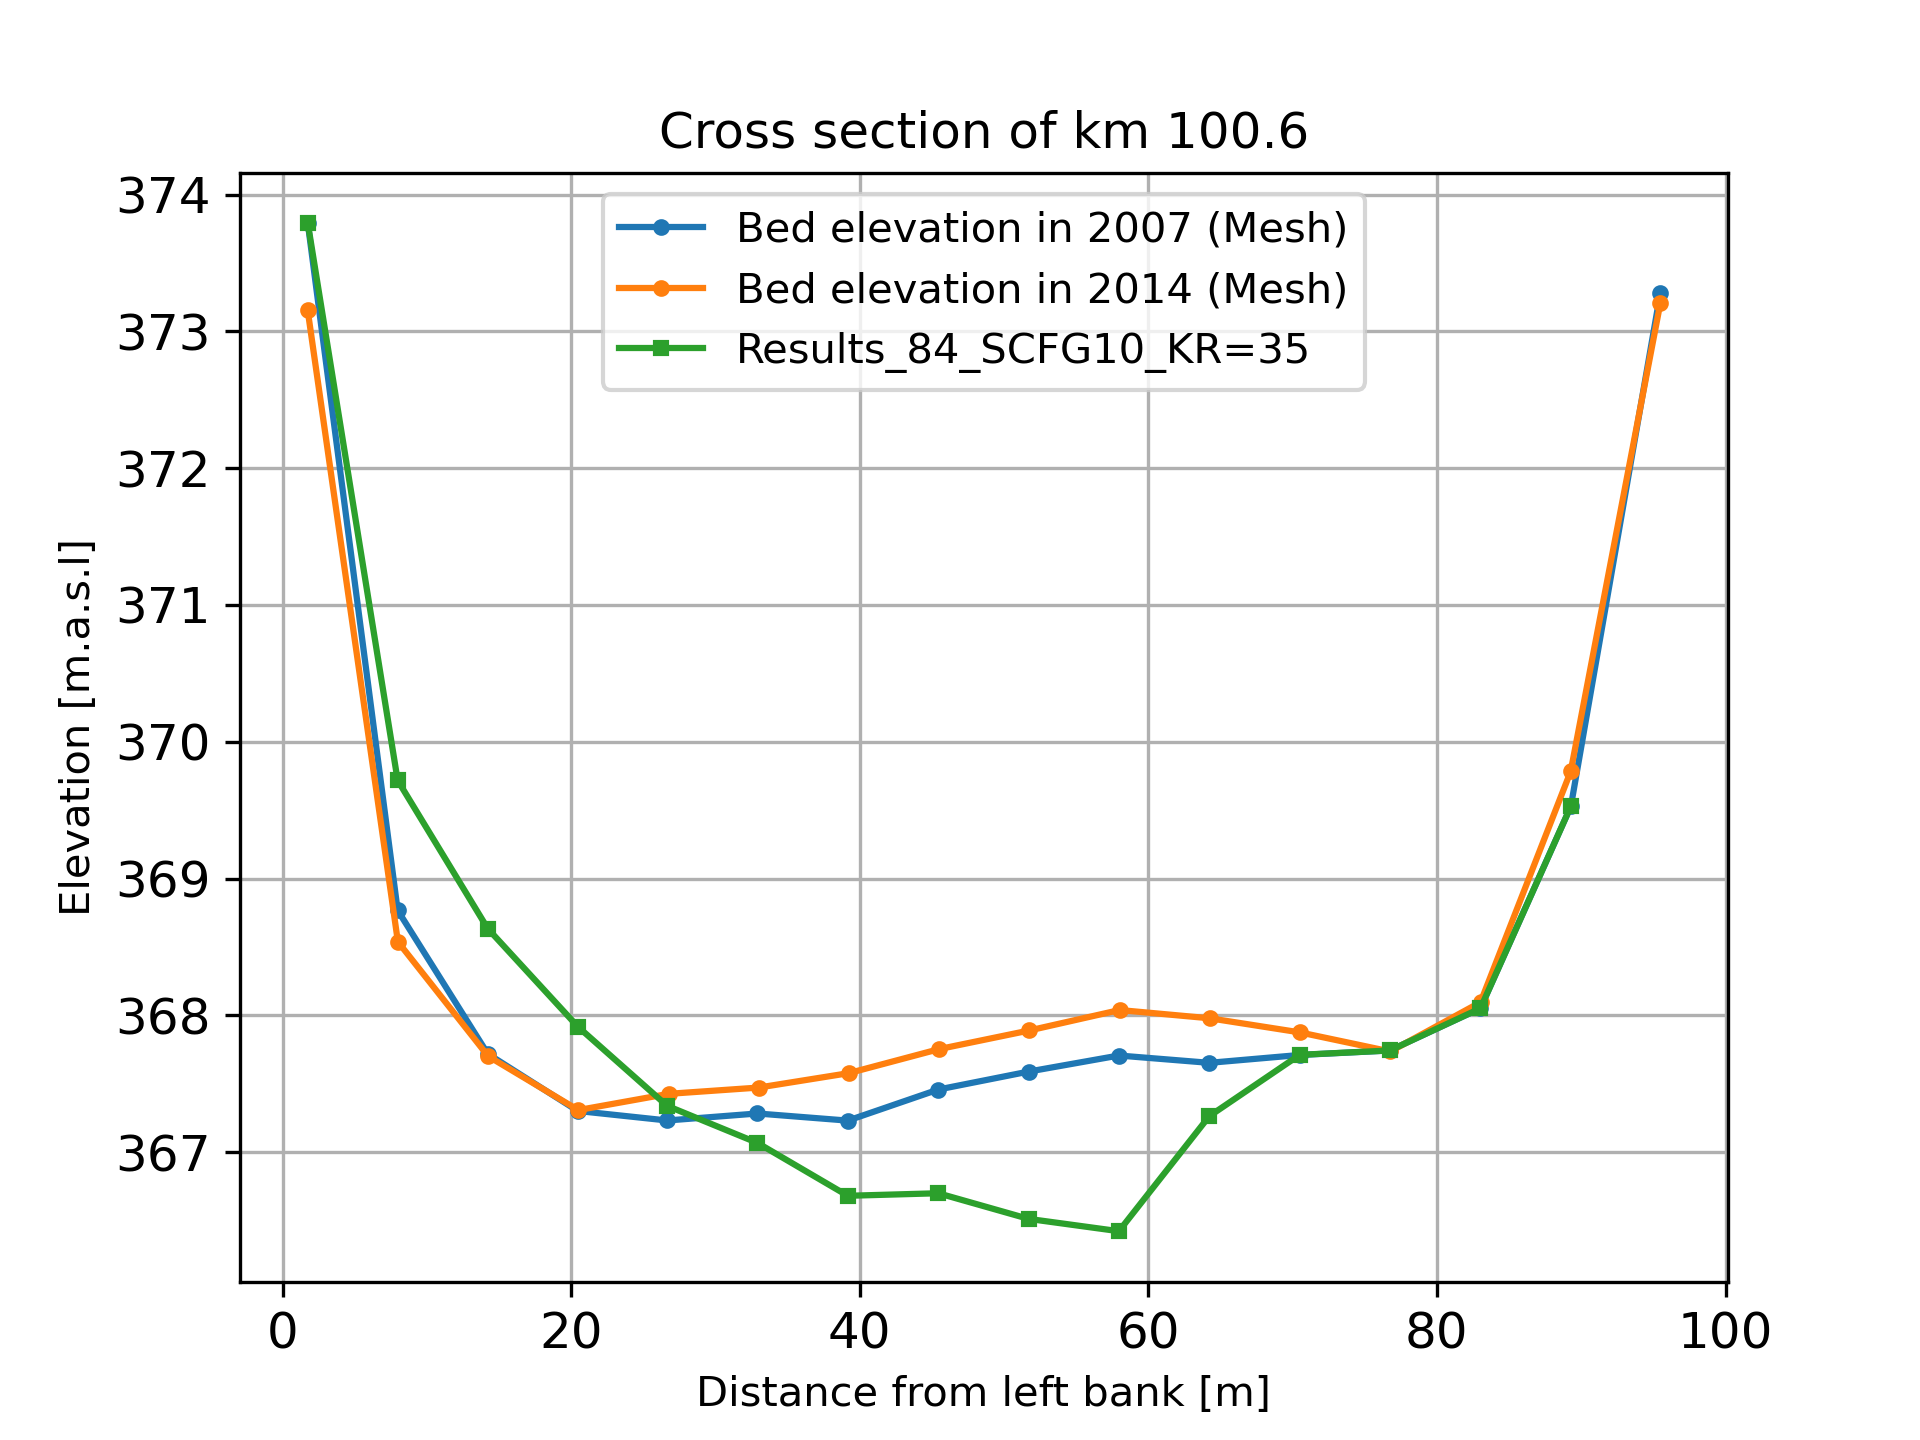 Cross section of km 100.6
Bed elevation in 2007 (Mesh)
Bed elevation in 2014 (Mesh)
Results_84_SCFG10_KR=35
Elevation [m.a.s.l]
374
373
372
371
370
369
368
367
0 20 40 60 80 100
Distance from left bank [m]